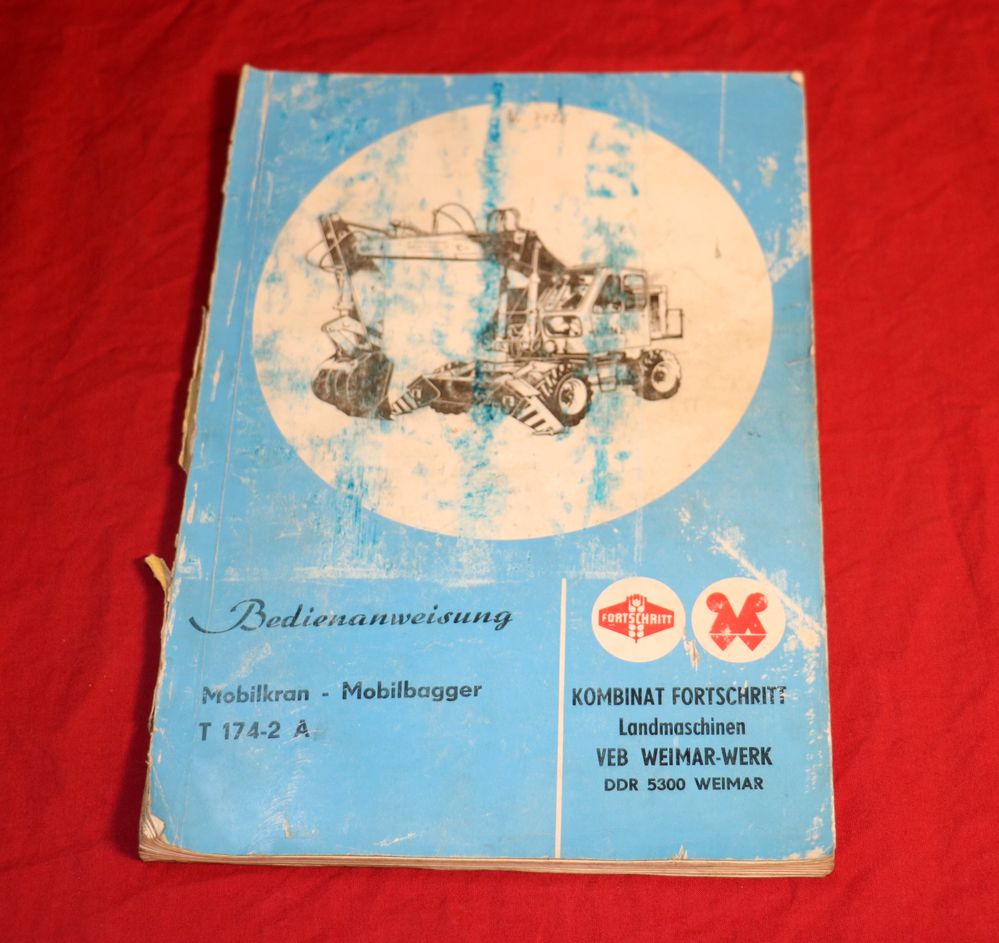 Bedienanweisung
Mobilkran - Mobilbagger
T 174-2 A
FORTSCHRITT
KOMBINAT FORTSCHRITT
Landmaschinen
VEB WEIMAR-WERK
DDR 5300 WEIMAR